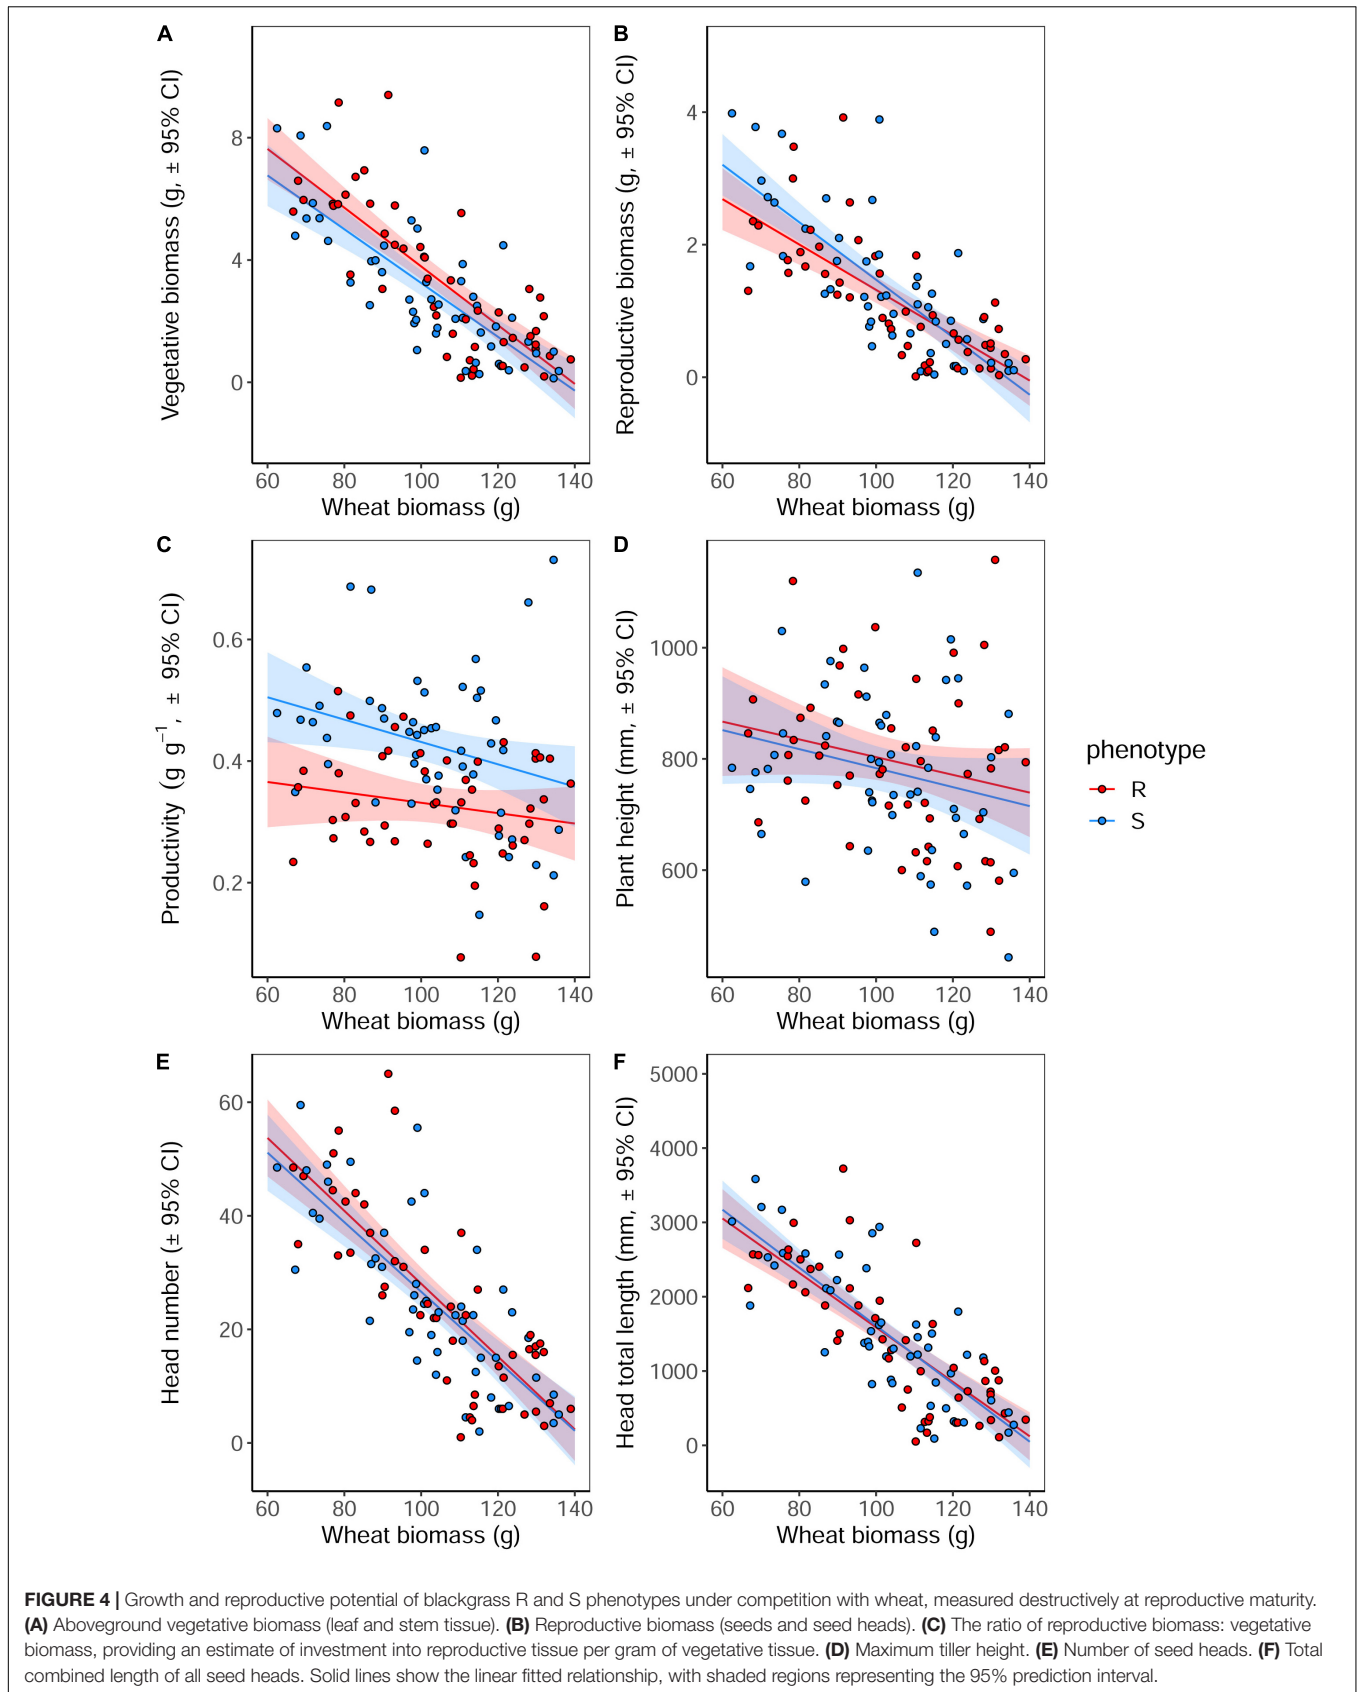 A
Vegetative biomass (g, ± 95% CI)
8
4
0
60 80 100 120 140
Wheat biomass (g)
B
Reproductive biomass (g, ± 95% CI)
4
2
0
60 80 100 120 140
Wheat biomass (g)
C
Productivity (g g⁻¹, ± 95% CI)
0.6
0.4
0.2
60 80 100 120 140
Wheat biomass (g)
D
Plant height (mm, ± 95% CI)
1000
800
600
60 80 100 120 140
Wheat biomass (g)
phenotype
R
S
E
Head number (± 95% CI)
60
40
20
0
60 80 100 120 140
Wheat biomass (g)
F
Head total length (mm, ± 95% CI)
5000
4000
3000
2000
1000
0
60 80 100 120 140
Wheat biomass (g)
FIGURE 4 | Growth and reproductive potential of blackgrass R and S phenotypes under competition with wheat, measured destructively at reproductive maturity.
(A) Aboveground vegetative biomass (leaf and stem tissue). (B) Reproductive biomass (seeds and seed heads). (C) The ratio of reproductive biomass: vegetative
biomass, providing an estimate of investment into reproductive tissue per gram of vegetative tissue. (D) Maximum tiller height. (E) Number of seed heads. (F) Total
combined length of all seed heads. Solid lines show the linear fitted relationship, with shaded regions representing the 95% prediction interval.